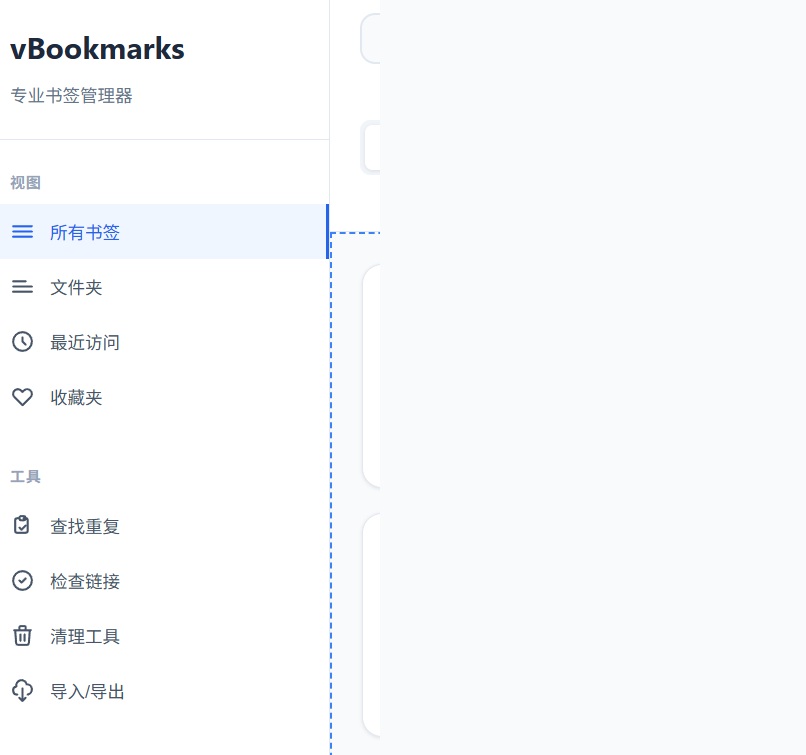 vBookmarks
专业书签管理器
视图
所有书签
文件夹
最近访问
收藏夹
工具
查找重复
检查链接
清理工具
导入/导出